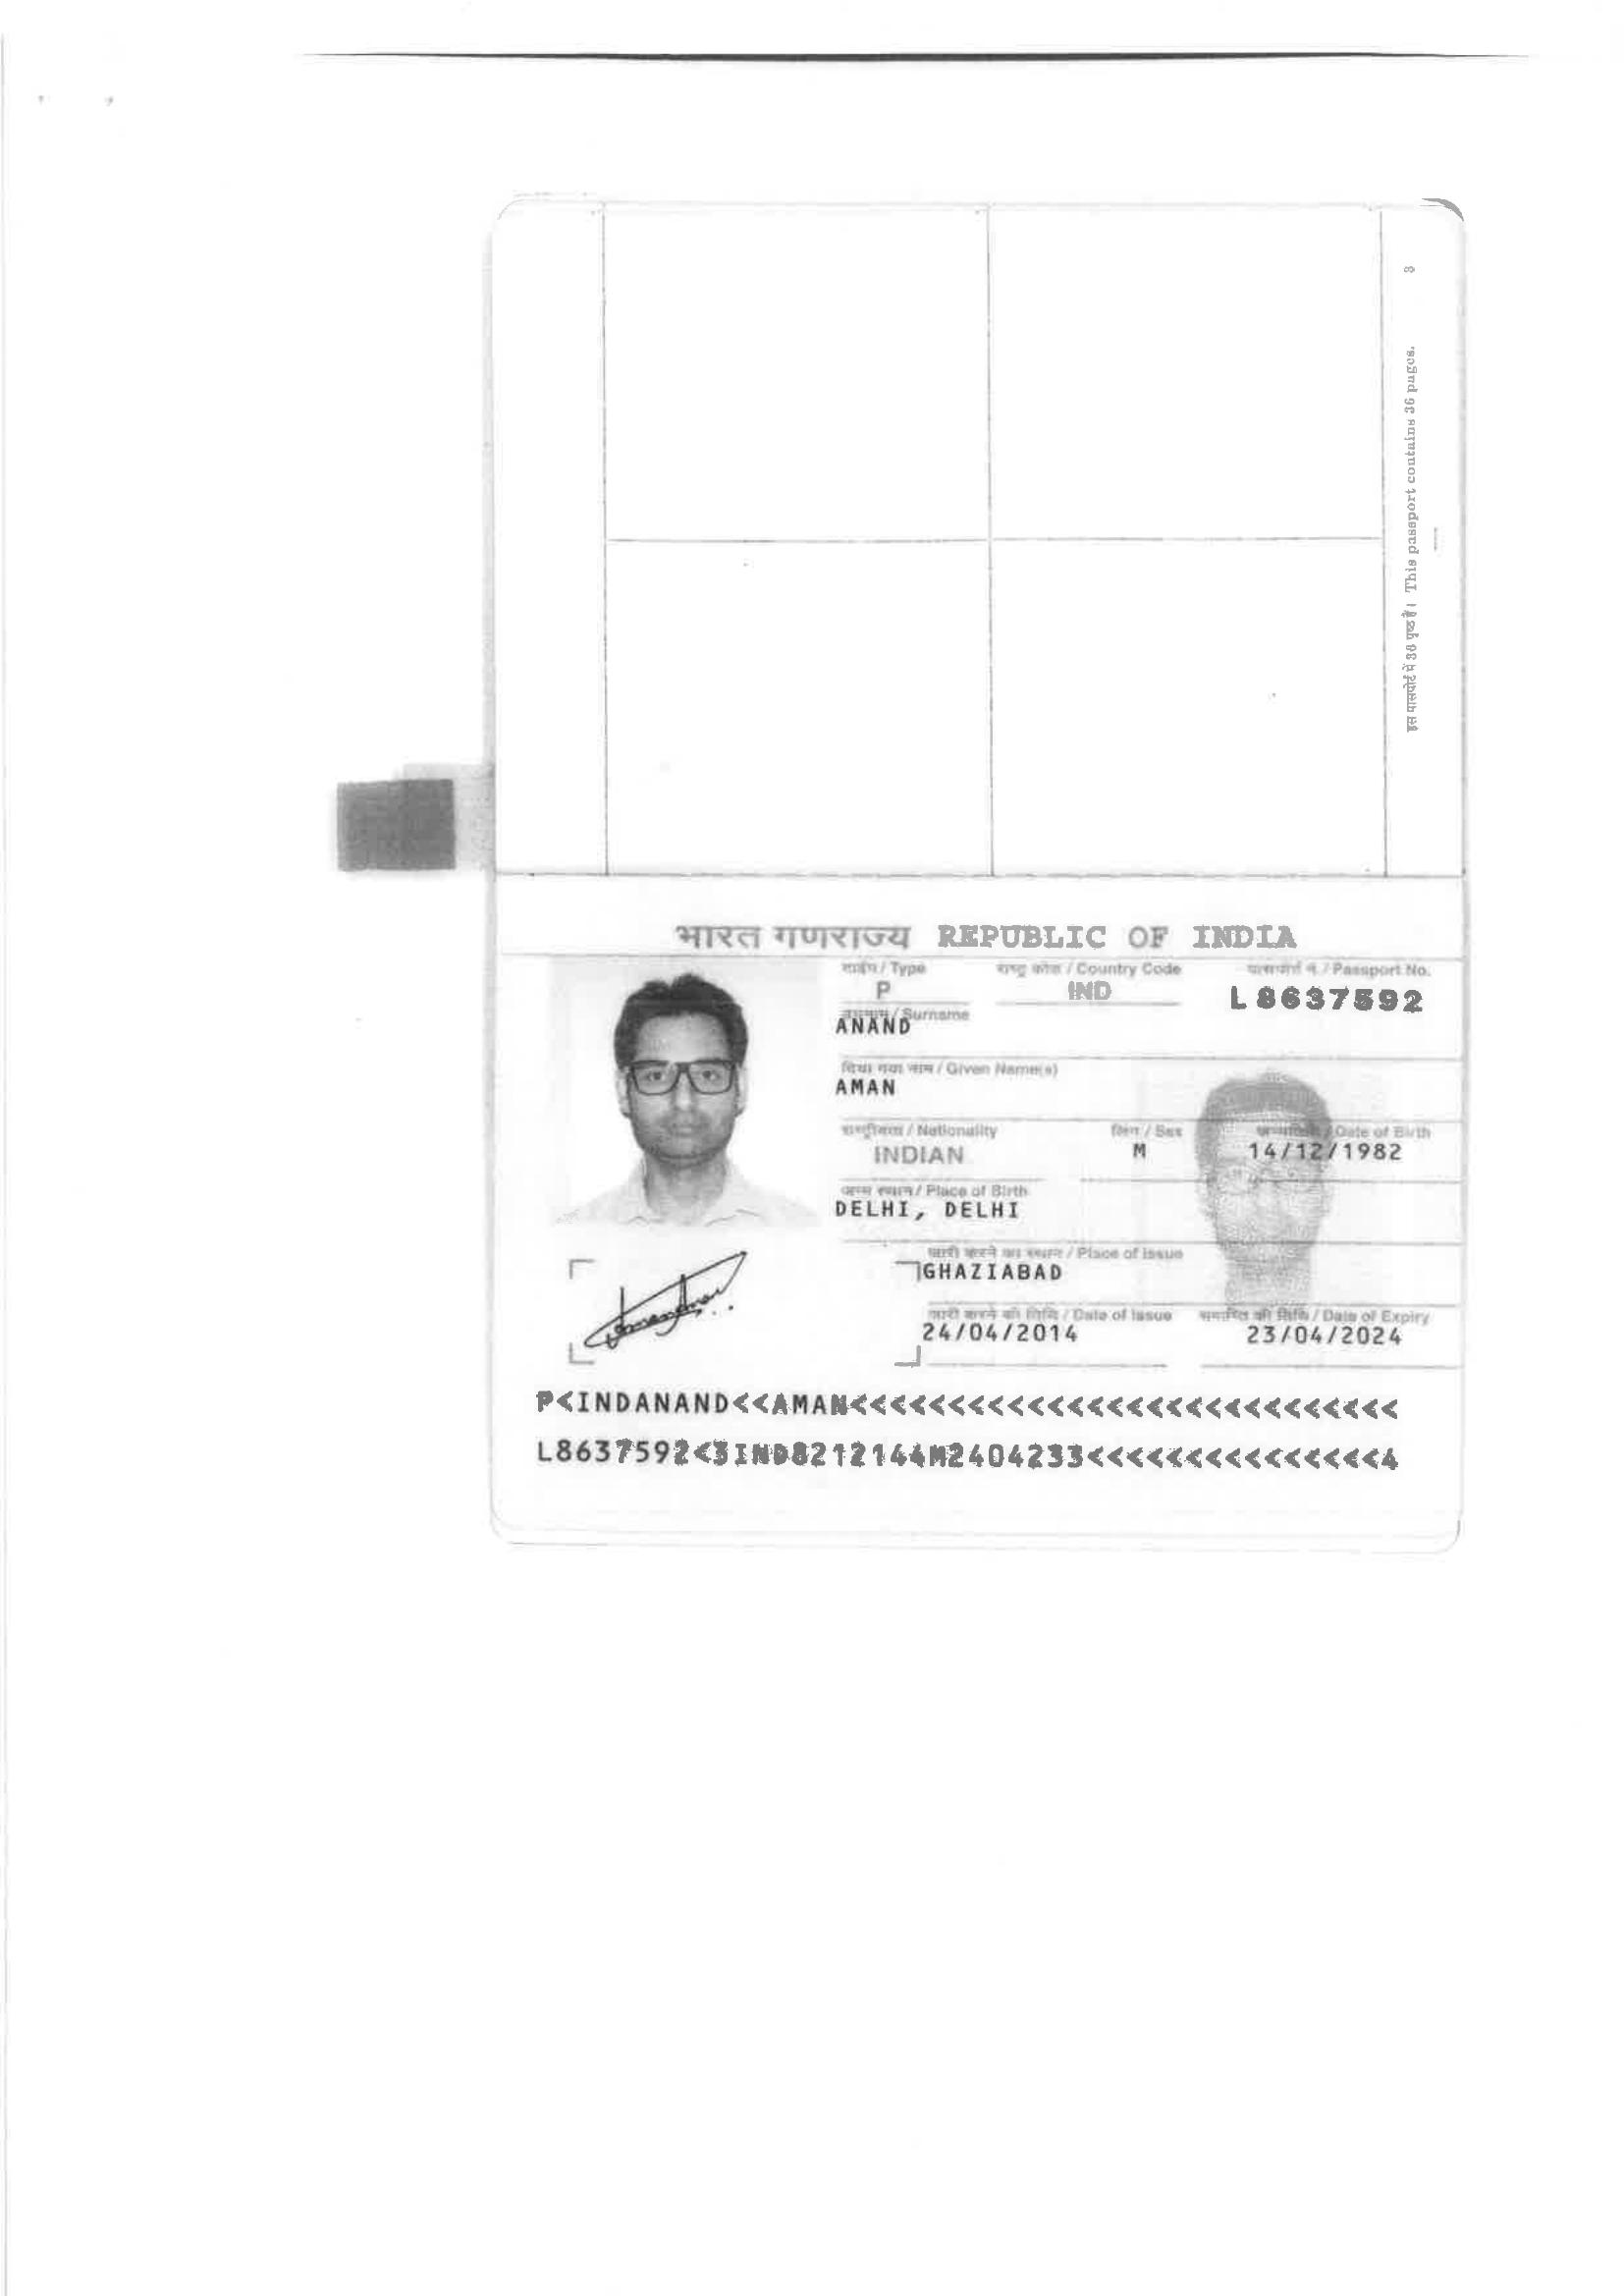 3
इस पासपोर्ट में 36 पृष्ठ हैं। This passport contains 36 pages.
भारत गणराज्य REPUBLIC OF INDIA
टाईप / Type राष्ट्र कोड / Country Code पासपोर्ट नं. / Passport No.
P IND L8637592
उपनाम / Surname
ANAND
दिया गया नाम / Given Name(s)
AMAN
राष्ट्रीयता / Nationality लिंग / Sex जन्मतिथि / Date of Birth
INDIAN M 14/12/1982
जन्म स्थान / Place of Birth
DELHI, DELHI
जारी करने का स्थान / Place of Issue
GHAZIABAD
जारी करने की तिथि / Date of Issue समाप्ति की तिथि / Date of Expiry
24/04/2014 23/04/2024
P<INDANAND<<AMAN<<<<<<<<<<<<<<<<<<<<<<<<<<<<
L8637592<3IND8212144M2404233<<<<<<<<<<<<<<<4